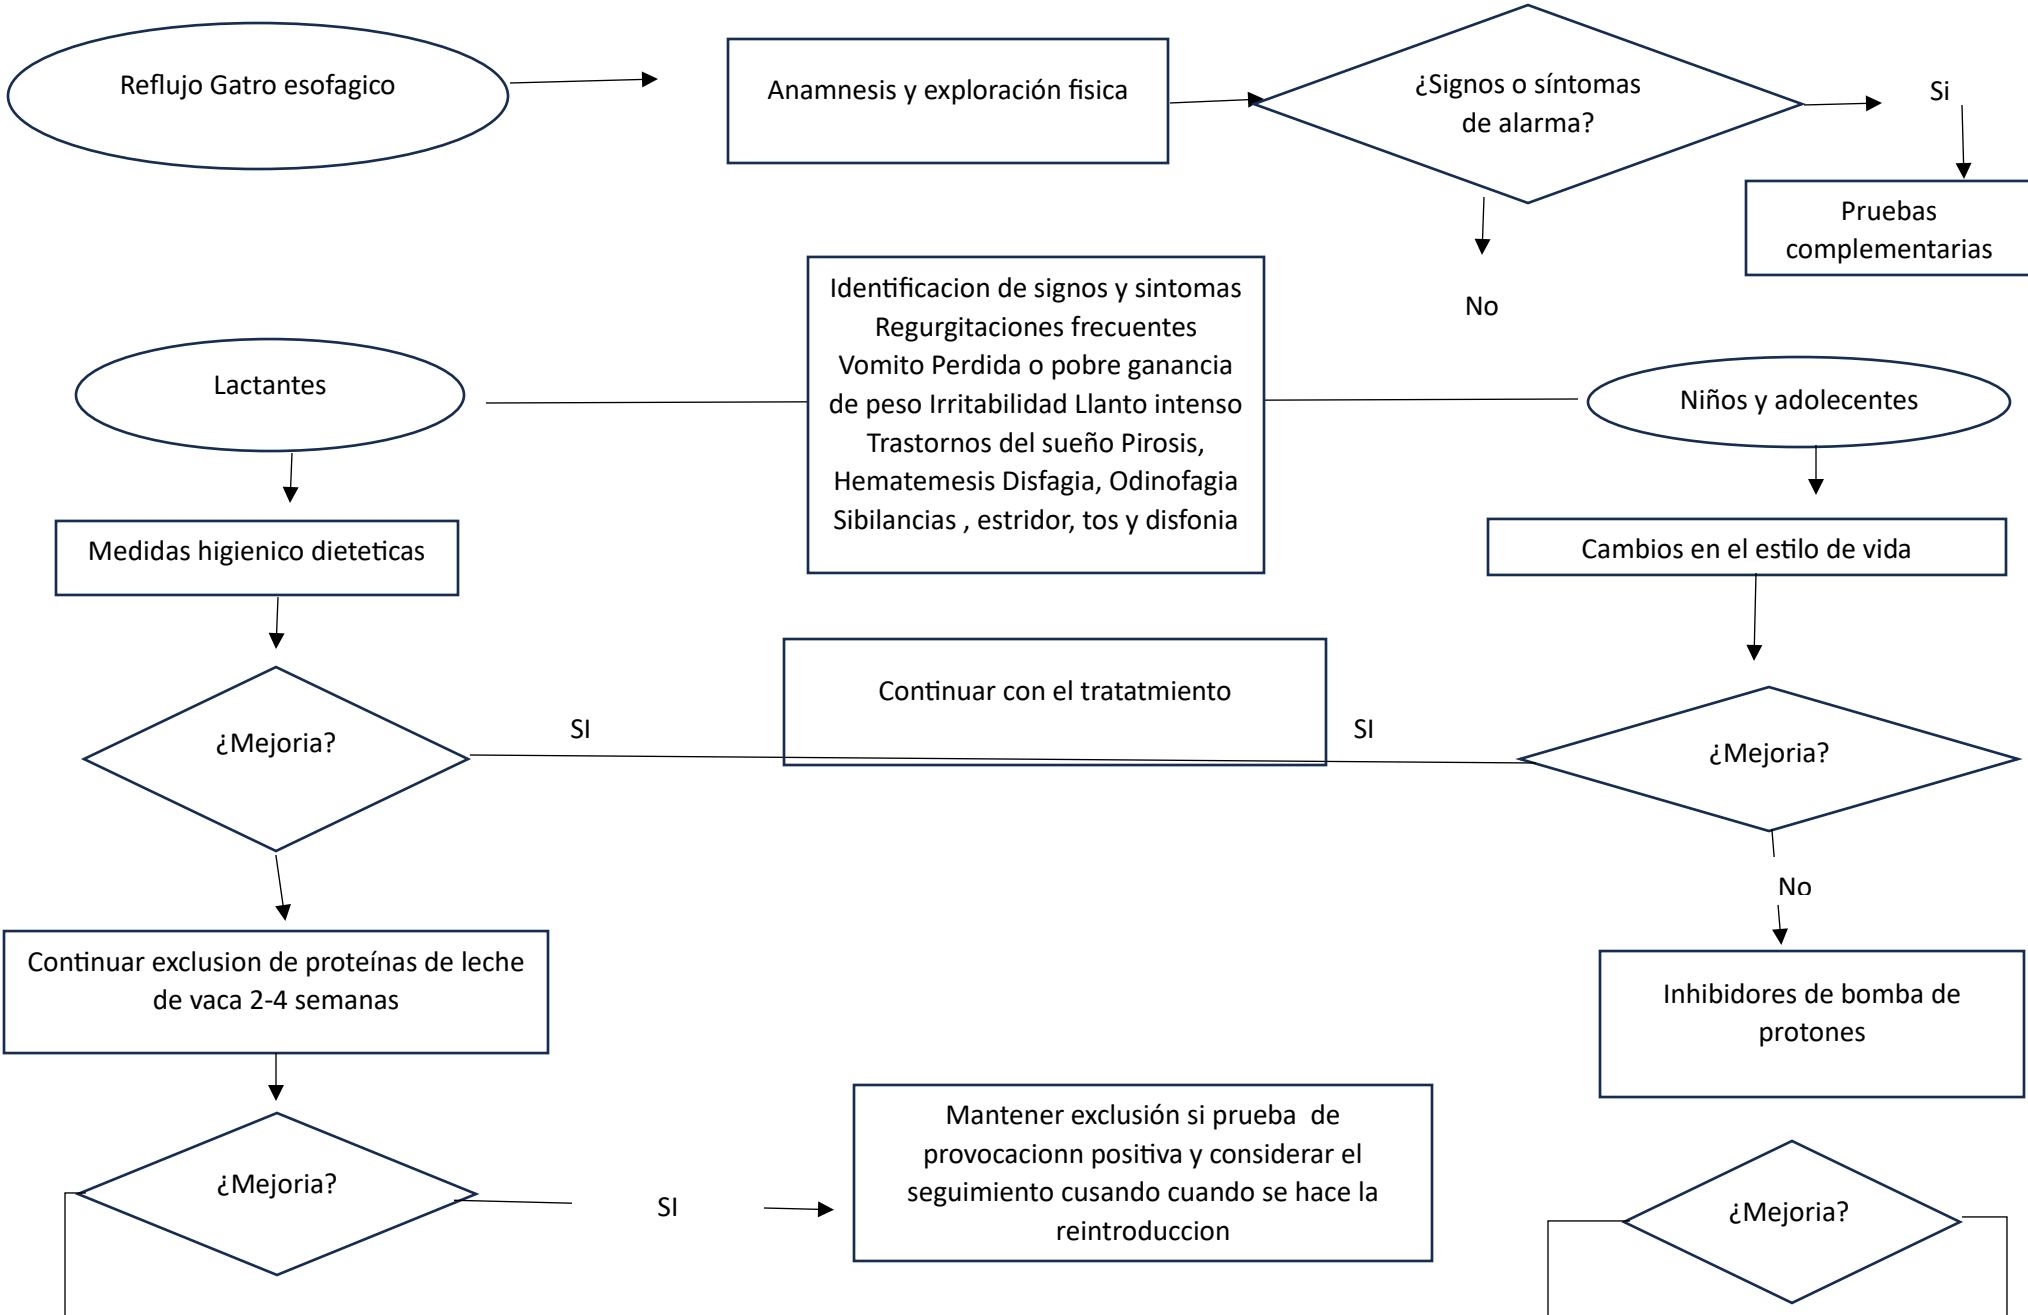 Reflujo Gatro esofagico
Anamnesis y exploración fisica
¿Signos o síntomas
de alarma?
Si
Pruebas
complementarias
No
Identificacion de signos y sintomas
Regurgitaciones frecuentes
Vomito Perdida o pobre ganancia
de peso Irritabilidad Llanto intenso
Trastornos del sueño Pirosis,
Hematemesis Disfagia, Odinofagia
Sibilancias , estridor, tos y disfonia
Lactantes
Niños y adolecentes
Medidas higienico dieteticas
Cambios en el estilo de vida
Continuar con el tratatmiento
¿Mejoria?
SI
SI
¿Mejoria?
No
Continuar exclusion de proteínas de leche
de vaca 2-4 semanas
Inhibidores de bomba de
protones
¿Mejoria?
SI
Mantener exclusión si prueba de
provocacionn positiva y considerar el
seguimiento cusando cuando se hace la
reintroduccion
¿Mejoria?